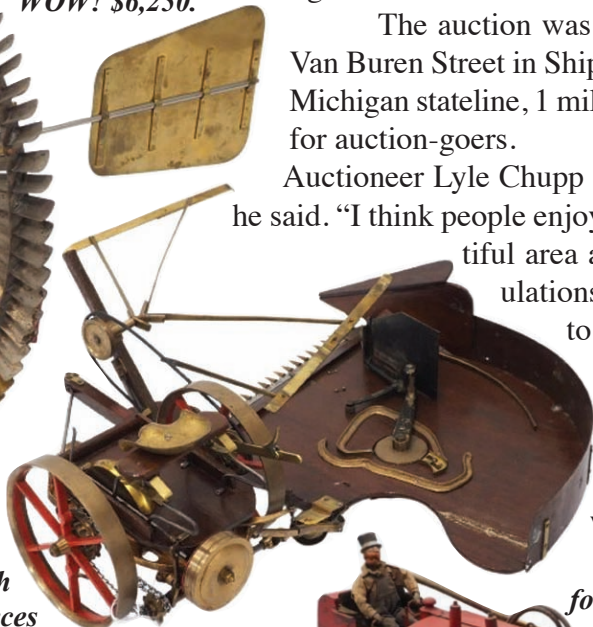 WOW! $6,250.
The auction was
Van Buren Street in Ship
Michigan stateline, 1 mil
for auction-goers.
Auctioneer Lyle Chupp
he said. “I think people enjoy
tiful area a
ulations
to
fo